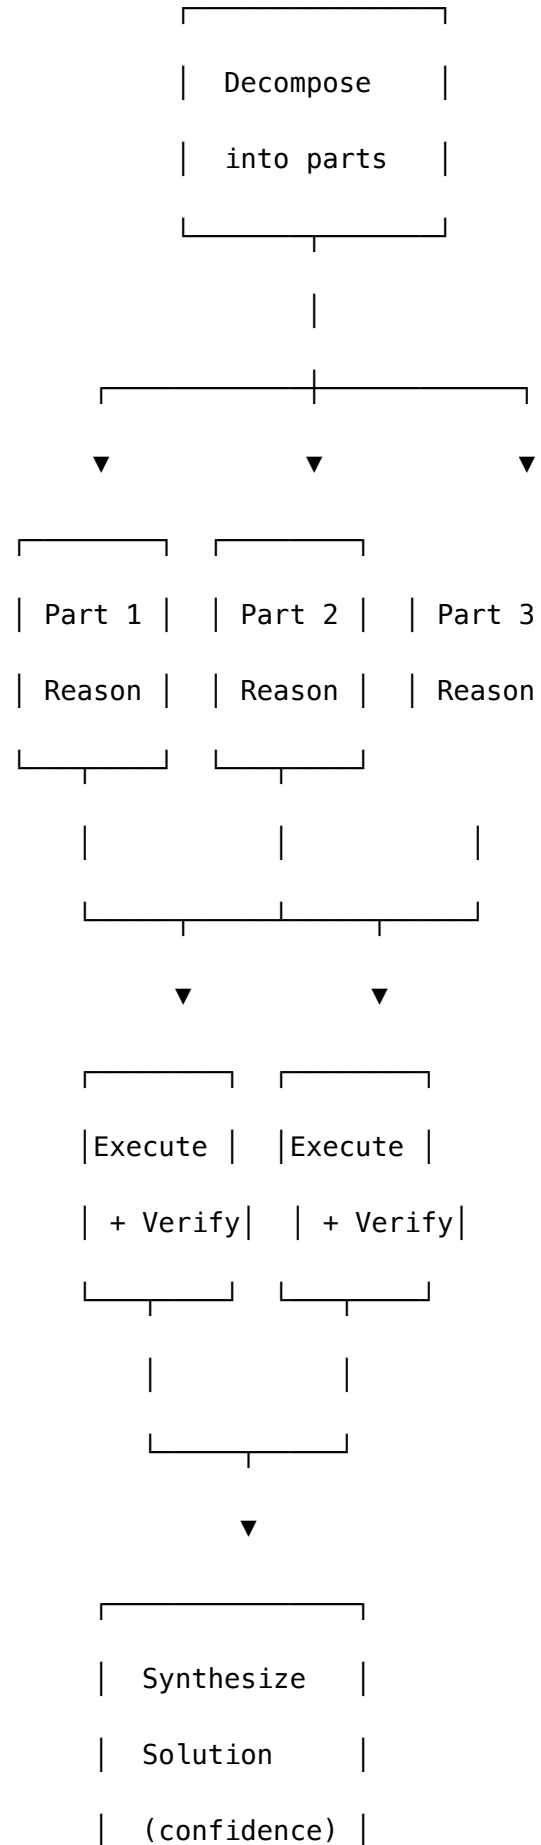 Decompose
into parts
Part 1 Part 2 Part 3
Reason Reason Reason
Execute Execute
+ Verify + Verify
Synthesize
Solution
(confidence)